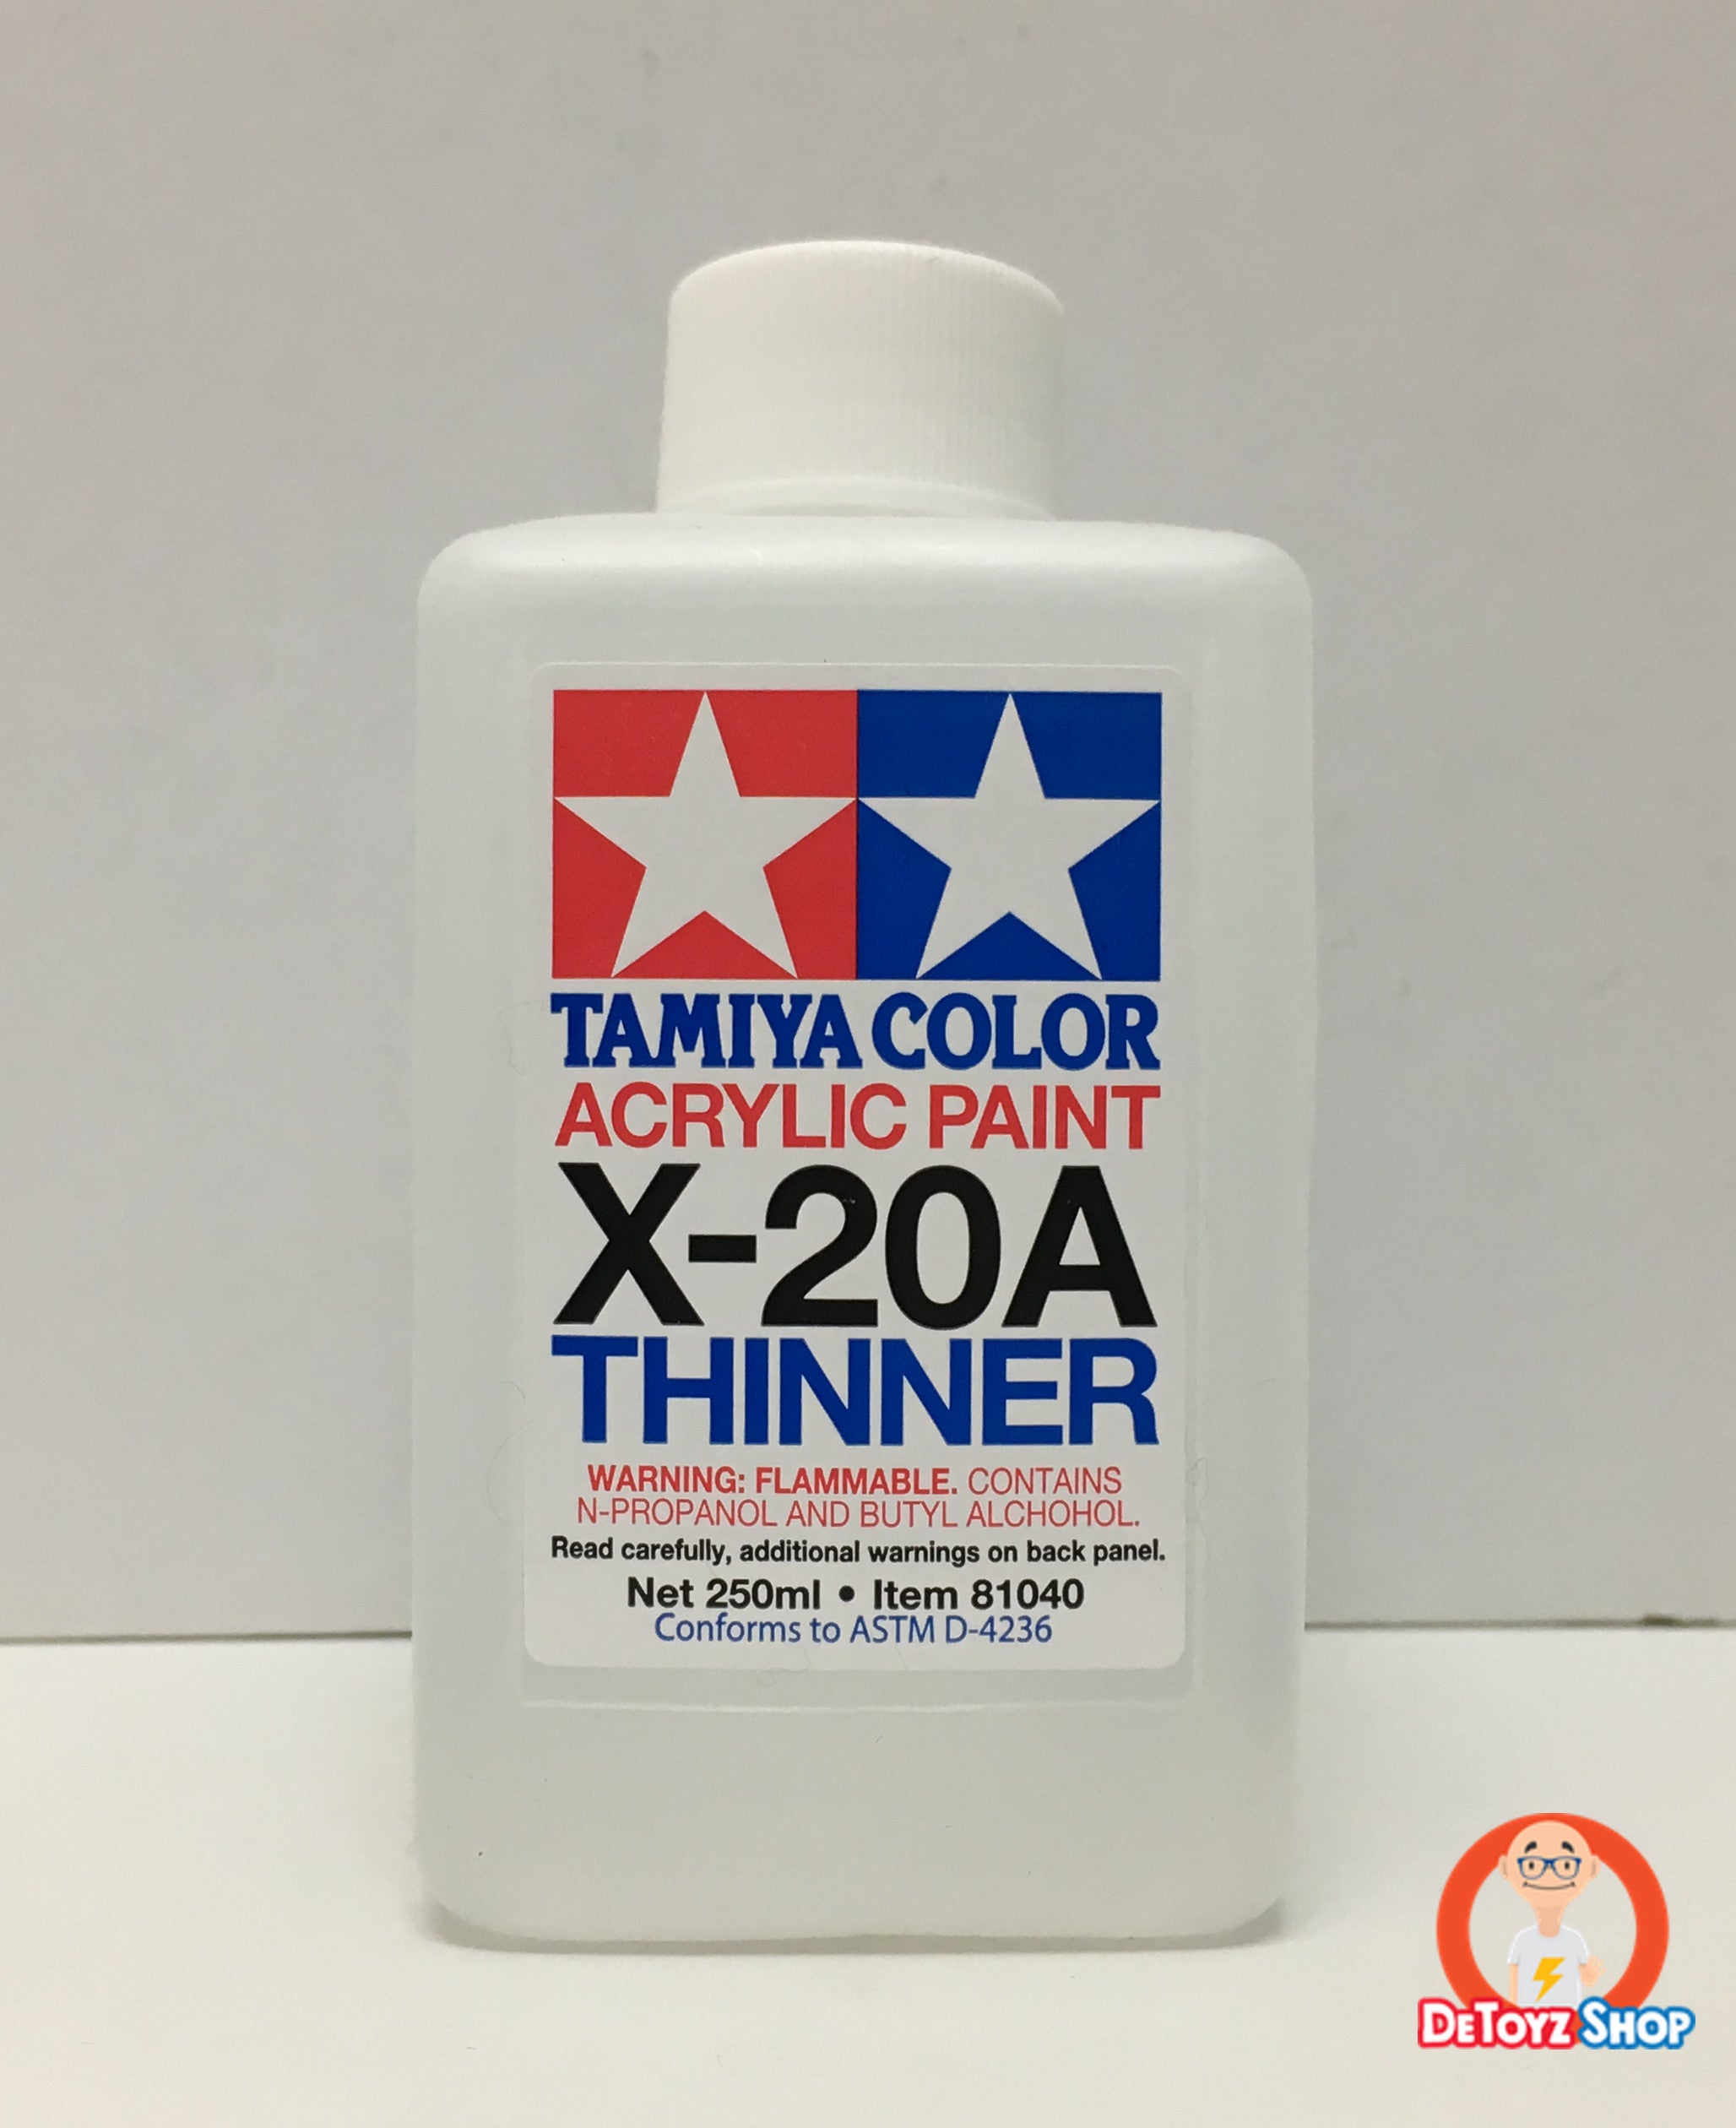 TAMIYA COLOR
ACRYLIC PAINT
X-20A
THINNER
WARNING: FLAMMABLE. CONTAINS
N-PROPANOL AND BUTYL ALCHOHOL.
Read carefully, additional warnings on back panel.
Net 250ml • Item 81040
Conforms to ASTM D-4236
DETOYZ SHOP